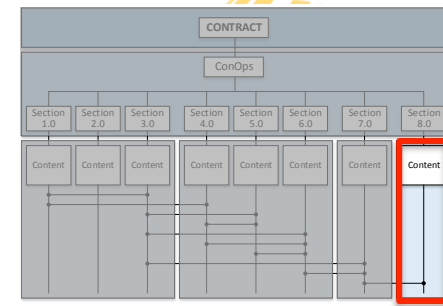 CONTRACT
ConOps
Section Section Section Section Section Section Section Section
1.0 2.0 3.0 4.0 5.0 6.0 7.0 8.0
Content Content Content Content Content Content Content Content